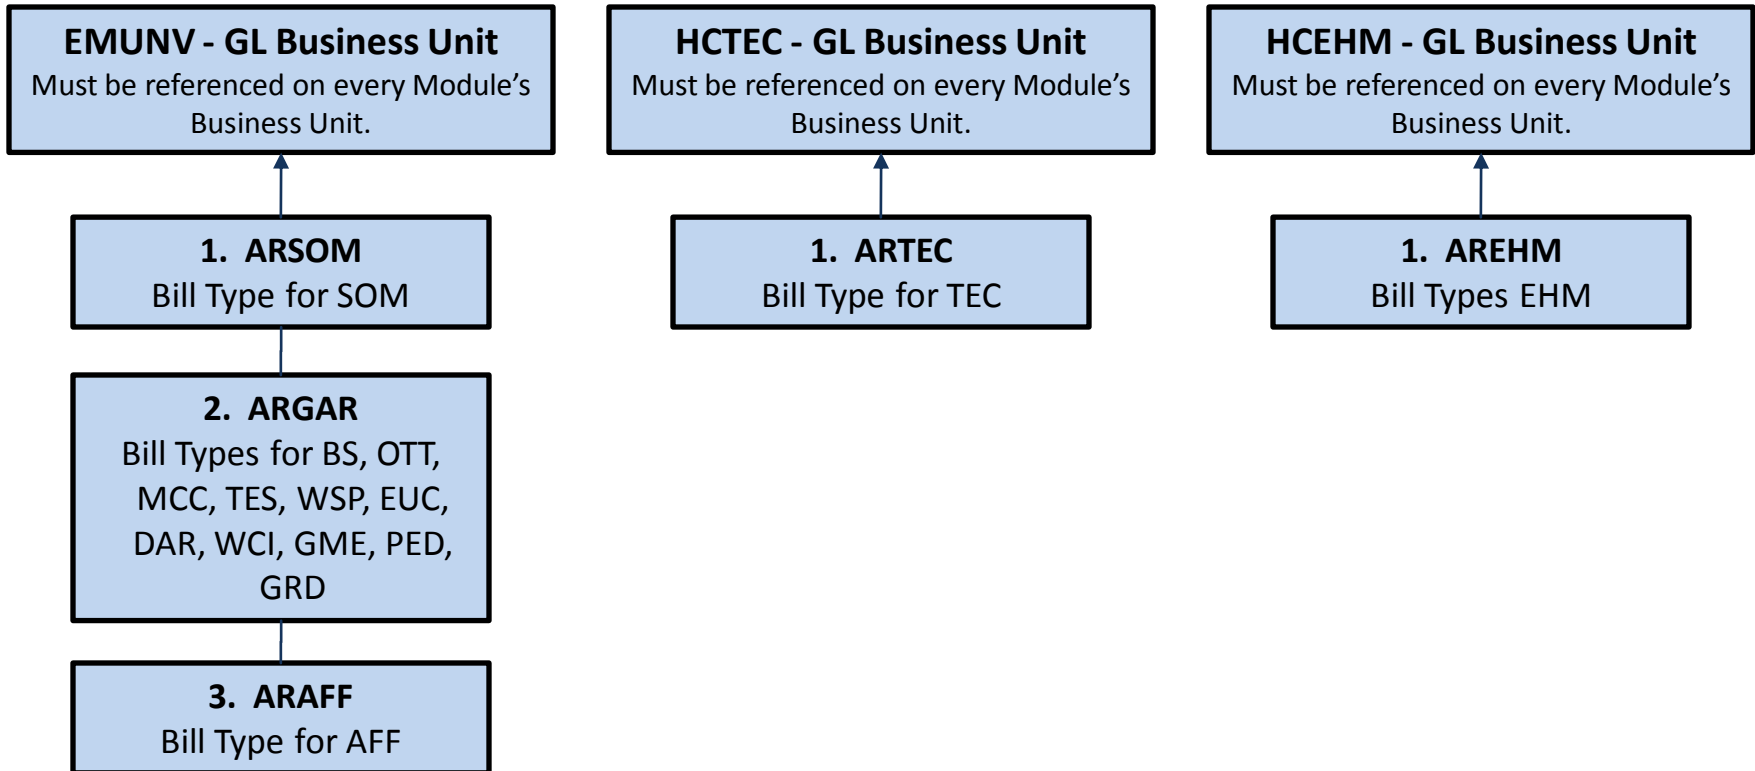 EMUNV - GL Business Unit
Must be referenced on every Module’s
Business Unit.
HCTEC - GL Business Unit
Must be referenced on every Module’s
Business Unit.
HCEHM - GL Business Unit
Must be referenced on every Module’s
Business Unit.
1. ARSOM
Bill Type for SOM
1. ARTEC
Bill Type for TEC
1. AREHM
Bill Types EHM
2. ARGAR
Bill Types for BS, OTT,
MCC, TES, WSP, EUC,
DAR, WCI, GME, PED,
GRD
3. ARAFF
Bill Type for AFF